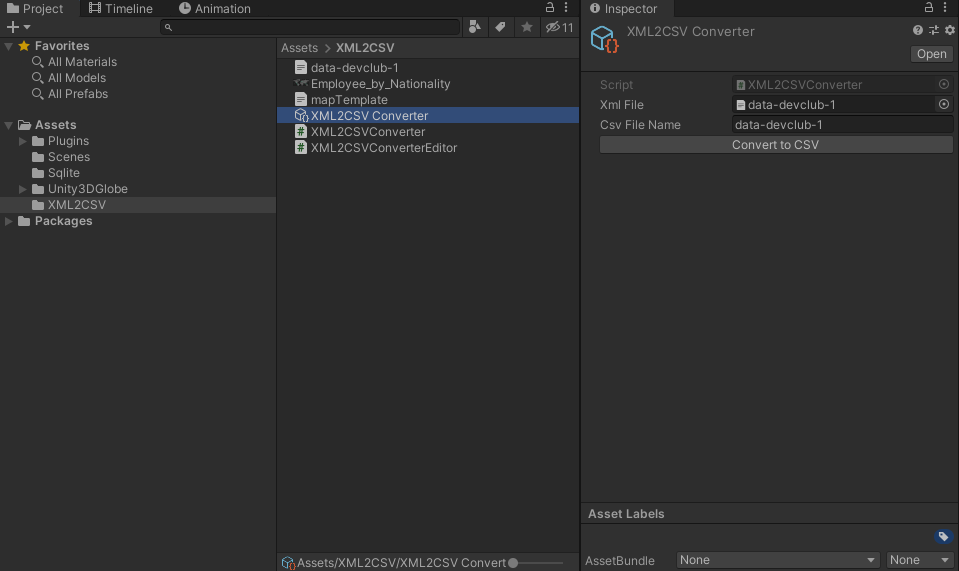 Project
Timeline
Animation
11
Favorites
All Materials
All Models
All Prefabs
Assets
Plugins
Scenes
Sqlite
Unity3DGlobe
XML2CSV
Packages
Assets > XML2CSV
data-devclub-1
Employee_by_Nationality
mapTemplate
XML2CSV Converter
XML2CSVConverter
XML2CSVConverterEditor
Assets/XML2CSV/XML2CSV Convert
Inspector
XML2CSV Converter
Open
Script XML2CSVConverter
Xml File data-devclub-1
Csv File Name data-devclub-1
Convert to CSV
Asset Labels
AssetBundle None None